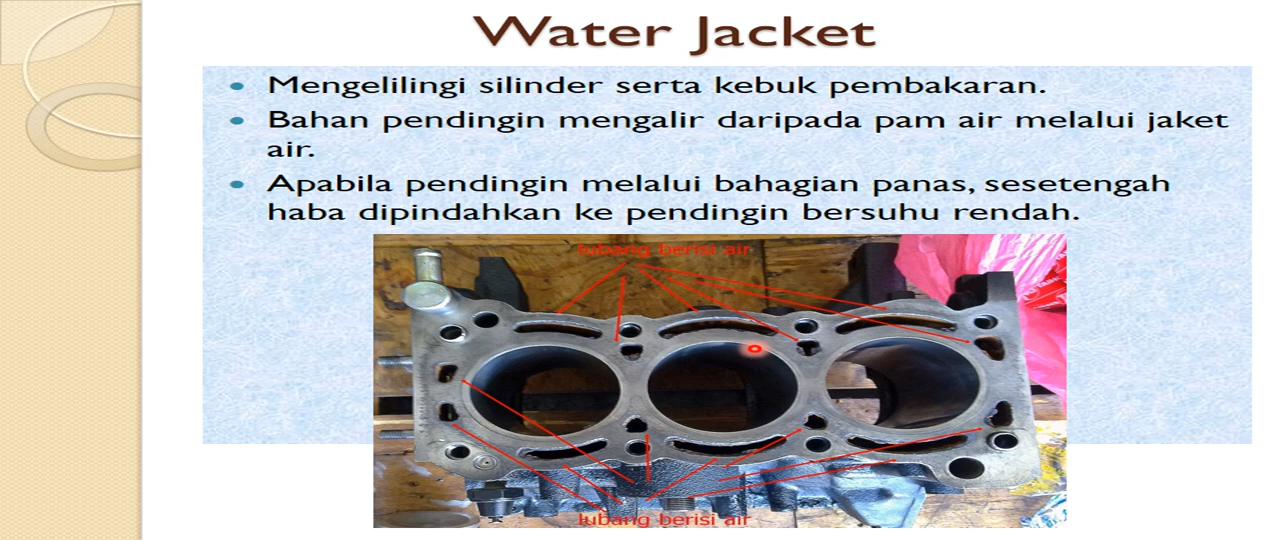 Water Jacket
Mengelilingi silinder serta kebuk pembakaran.
Bahan pendingin mengalir daripada pam air melalui jaket
air.
Apabila pendingin melalui bahagian panas, sesetengah
haba dipindahkan ke pendingin bersuhu rendah.
lubang berisi air
lubang berisi air